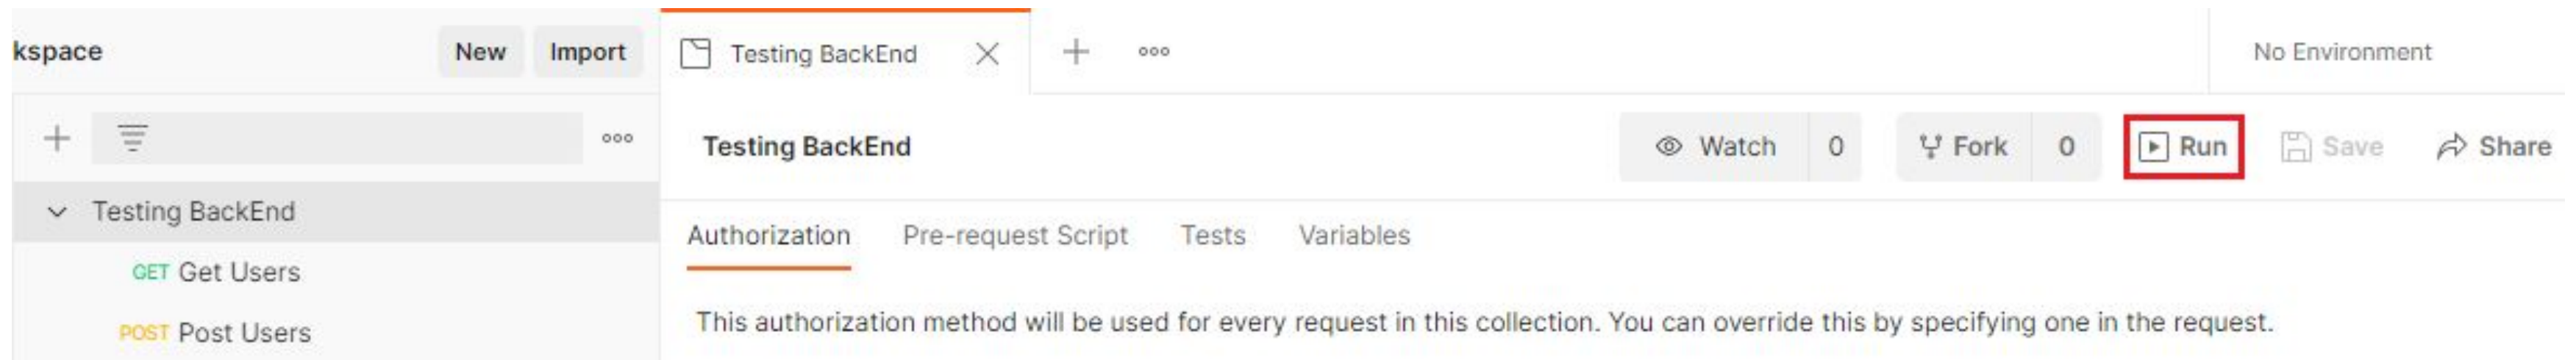 kspace New Import
Testing BackEnd
No Environment
Testing BackEnd
Watch 0
Fork 0
Run
Save
Share
Testing BackEnd
GET Get Users
POST Post Users
Authorization Pre-request Script Tests Variables
This authorization method will be used for every request in this collection. You can override this by specifying one in the request.